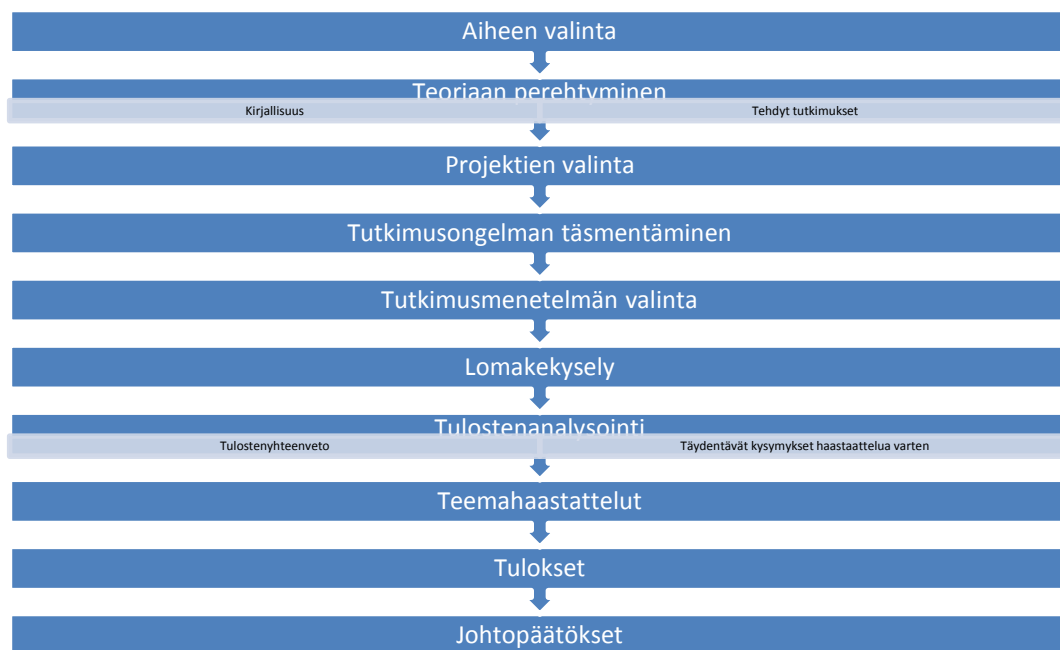 Aiheen valinta
Teoriaan perehtyminen
Kirjallisuus
Tehdyt tutkimukset
Projektien valinta
Tutkimusongelman täsmentäminen
Tutkimusmenetelmän valinta
Lomakekysely
Tulostenanalysointi
Tulostenyhteenveto
Täydentävät kysymykset haastaattelua varten
Teemahaastattelut
Tulokset
Johtopäätökset